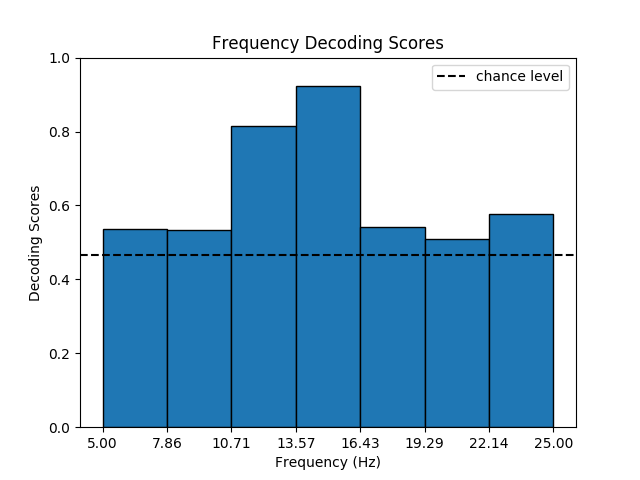 Frequency Decoding Scores
chance level
Decoding Scores
1.0
0.8
0.6
0.4
0.2
0.0
5.00 7.86 10.71 13.57 16.43 19.29 22.14 25.00
Frequency (Hz)